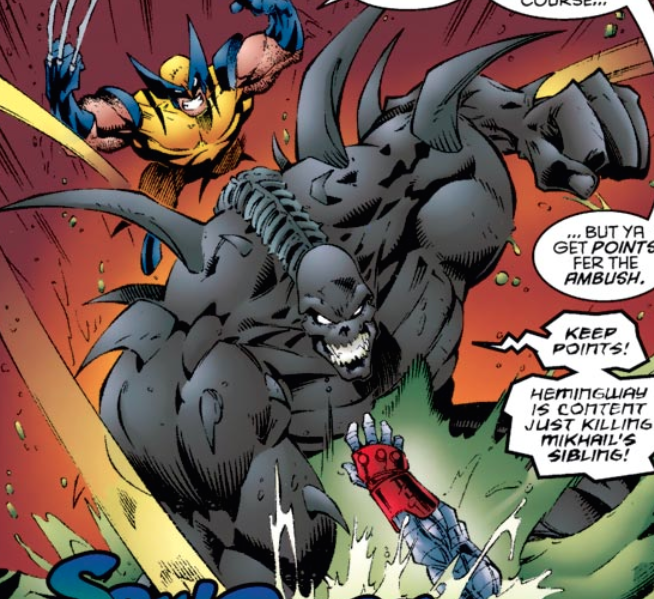 COURSE...
... BUT YA
GET POINTS
FER THE
AMBUSH.
KEEP
POINTS!
HEMINGWAY
IS CONTENT
JUST KILLING
MIKHAIL'S
SIBLING!